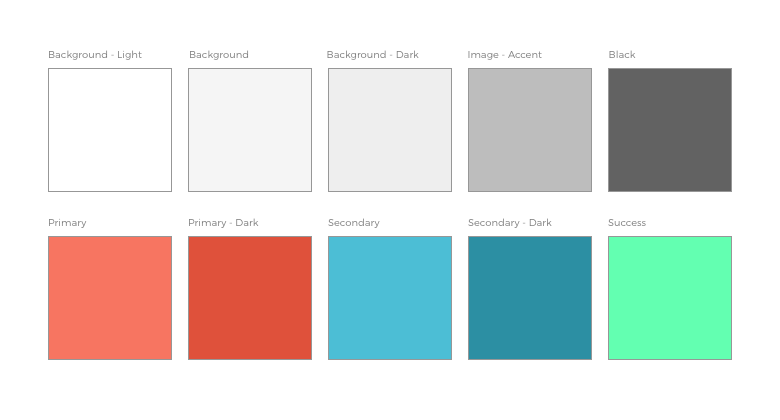 Background - Light
Background
Background - Dark
Image - Accent
Black
Primary
Primary - Dark
Secondary
Secondary - Dark
Success